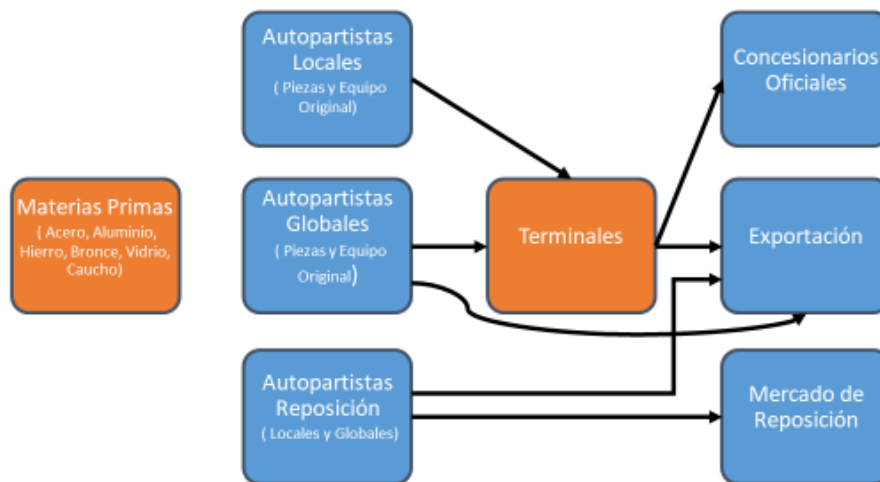 Autopartistas
Locales
( Piezas y Equipo
Original)
Concesionarios
Oficiales
Materias Primas
( Acero, Aluminio,
Hierro, Bronce, Vidrio,
Caucho)
Autopartistas
Globales
( Piezas y Equipo
Original)
Terminales
Exportación
Autopartistas
Reposición
( Locales y Globales)
Mercado de
Reposición